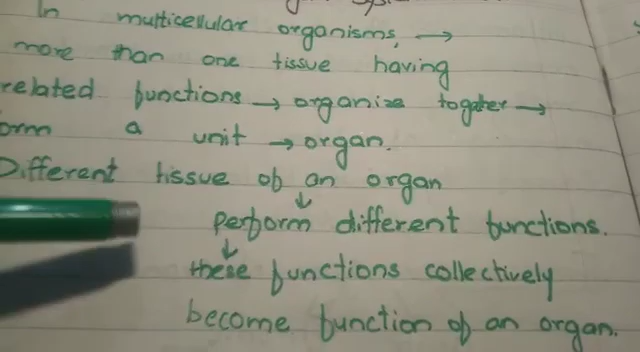 In multicellular organisms, →
more than one tissue having
related functions → organize togater →
orm a unit → organ.
Different tissue of an organ
↓
perform different functions.
↓
these functions collectively
become function of an organ.